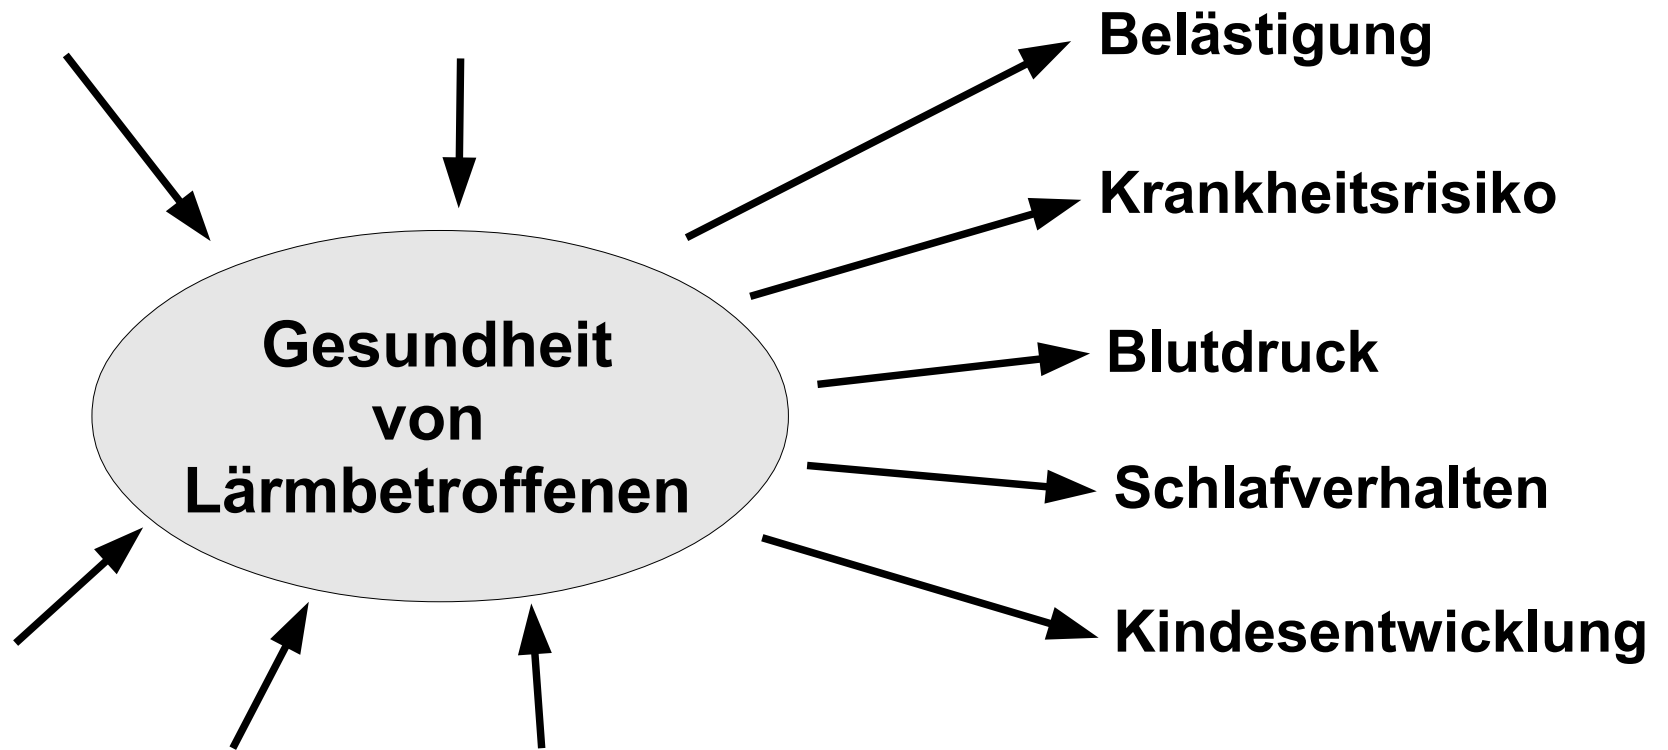 Belästigung
Krankheitsrisiko
Gesundheit
von
Lärmbetroffenen
Blutdruck
Schlafverhalten
Kindesentwicklung